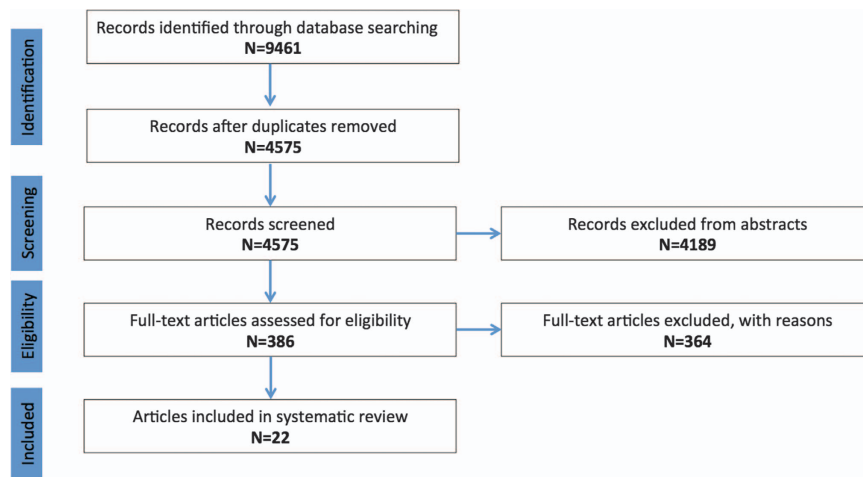 Identification
Records identified through database searching
N=9461
Records after duplicates removed
N=4575
Screening
Records screened
N=4575
Records excluded from abstracts
N=4189
Eligibility
Full-text articles assessed for eligibility
N=386
Full-text articles excluded, with reasons
N=364
Included
Articles included in systematic review
N=22